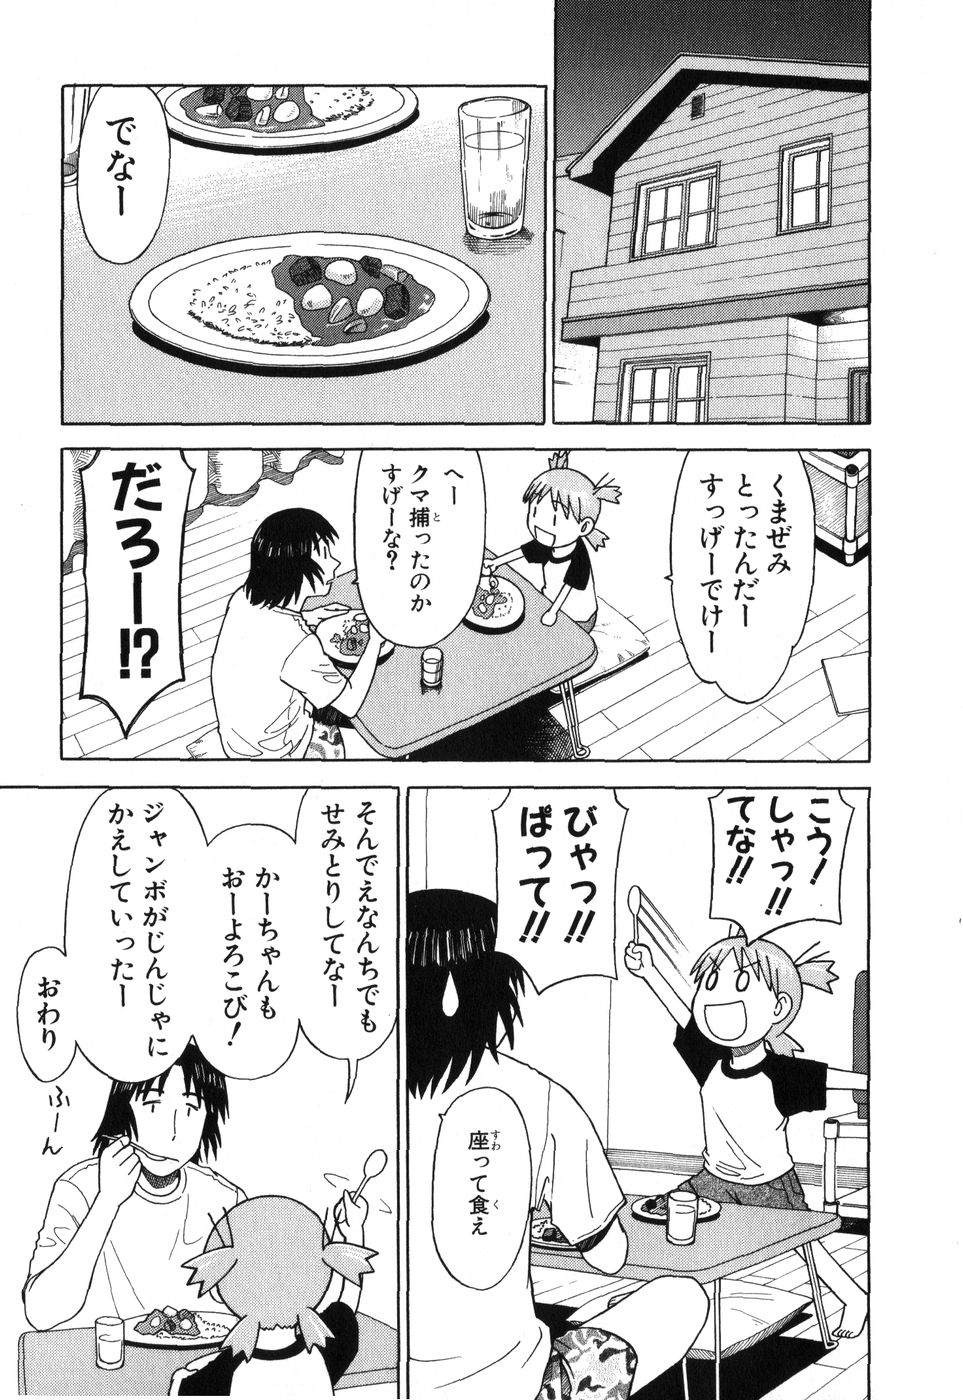 でなー
くまぜみ
とったんだー
すっげーでけー
へー
クマ捕ったのか
と
すげーな?
だろー!?
こう!
しゃっ!!
てな!!
びゃっ!!
ぱって!!
座って食え
すわ
く
そんでえなんちでも
せみとりしてなー
かーちゃんも
おーよろこび!
ジャンボがじんじゃに
かえしていったー
おわり
ふーん